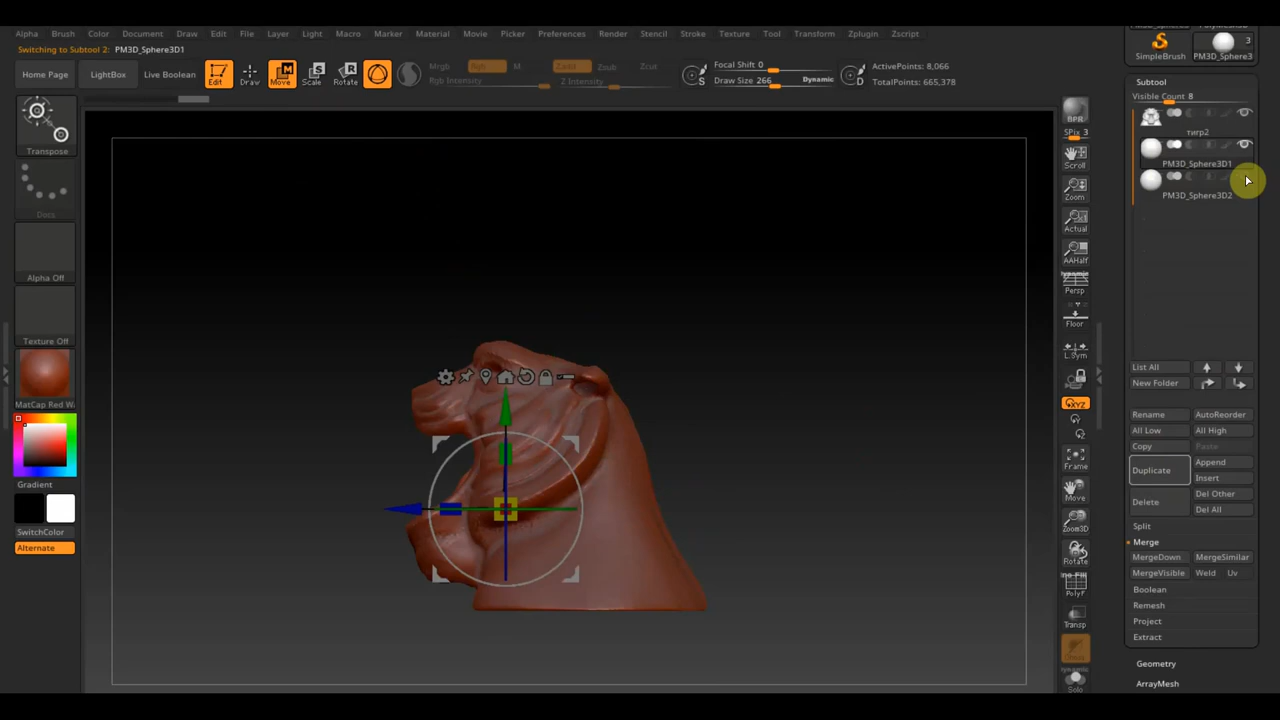 Alpha Brush Color Document Draw Edit File Layer Light Macro Marker Material Movie Picker Preferences Render Stencil Stroke Texture Tool Transform Zplugin Zscript
Switching to Subtool 2: PM3D_Sphere3D1
Home Page
LightBox
Live Boolean
Edit
Draw
Move
Scale
Rotate
Mrgb
Rgb
M
Rgb Intensity
Zadd
Zsub
Zcut
Z Intensity
Focal Shift 0
Draw Size 266
Dynamic
ActivePoints: 8,066
TotalPoints: 665,378
SimpleBrush
3
PM3D_Sphere3
Transpose
Dots
Alpha Off
Texture Off
MatCap Red Wa
Gradient
SwitchColor
Alternate
BPR
SPix 3
Scroll
Zoom
Actual
AAHalf
Persp
Floor
L.Sym
XYZ
Frame
Move
Zoom3D
Rotate
PolyF
Transp
Solo
Subtool
Visible Count 8
тигр2
PM3D_Sphere3D1
PM3D_Sphere3D2
List All
New Folder
Rename
AutoReorder
All Low
All High
Copy
Paste
Duplicate
Append
Insert
Delete
Del Other
Del All
Split
Merge
MergeDown
MergeSimilar
MergeVisible
Weld
Uv
Boolean
Remesh
Project
Extract
Geometry
ArrayMesh